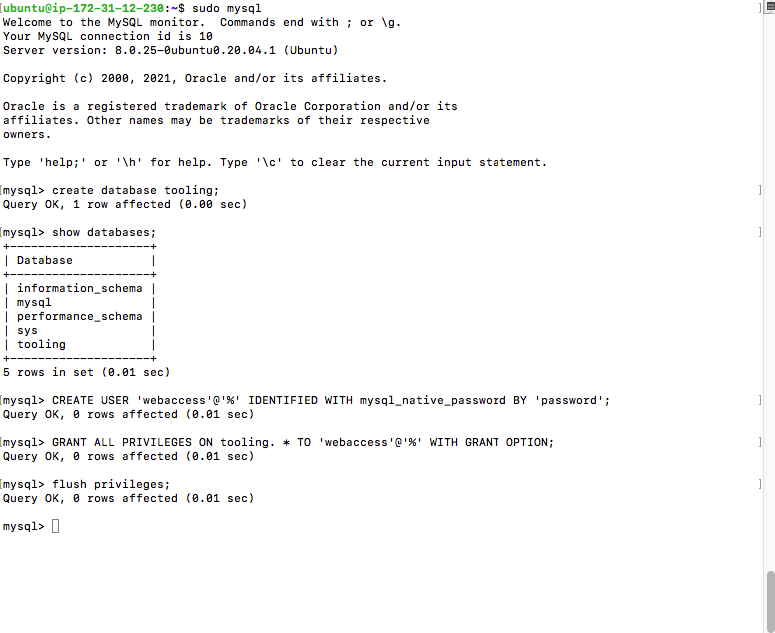 [ubuntu@ip-172-31-12-230:~$ sudo mysql ]
Welcome to the MySQL monitor.  Commands end with ; or \g.
Your MySQL connection id is 10
Server version: 8.0.25-0ubuntu0.20.04.1 (Ubuntu)
Copyright (c) 2000, 2021, Oracle and/or its affiliates.
Oracle is a registered trademark of Oracle Corporation and/or its
affiliates. Other names may be trademarks of their respective
owners.
Type 'help;' or '\h' for help. Type '\c' to clear the current input statement.
[mysql> create database tooling; ]
Query OK, 1 row affected (0.00 sec)
[mysql> show databases; ]
+--------------------+
| Database           |
+--------------------+
| information_schema |
| mysql              |
| performance_schema |
| sys                |
| tooling            |
+--------------------+
5 rows in set (0.01 sec)
[mysql> CREATE USER 'webaccess'@'%' IDENTIFIED WITH mysql_native_password BY 'password'; ]
Query OK, 0 rows affected (0.01 sec)
[mysql> GRANT ALL PRIVILEGES ON tooling. * TO 'webaccess'@'%' WITH GRANT OPTION; ]
Query OK, 0 rows affected (0.01 sec)
[mysql> flush privileges; ]
Query OK, 0 rows affected (0.01 sec)
mysql>